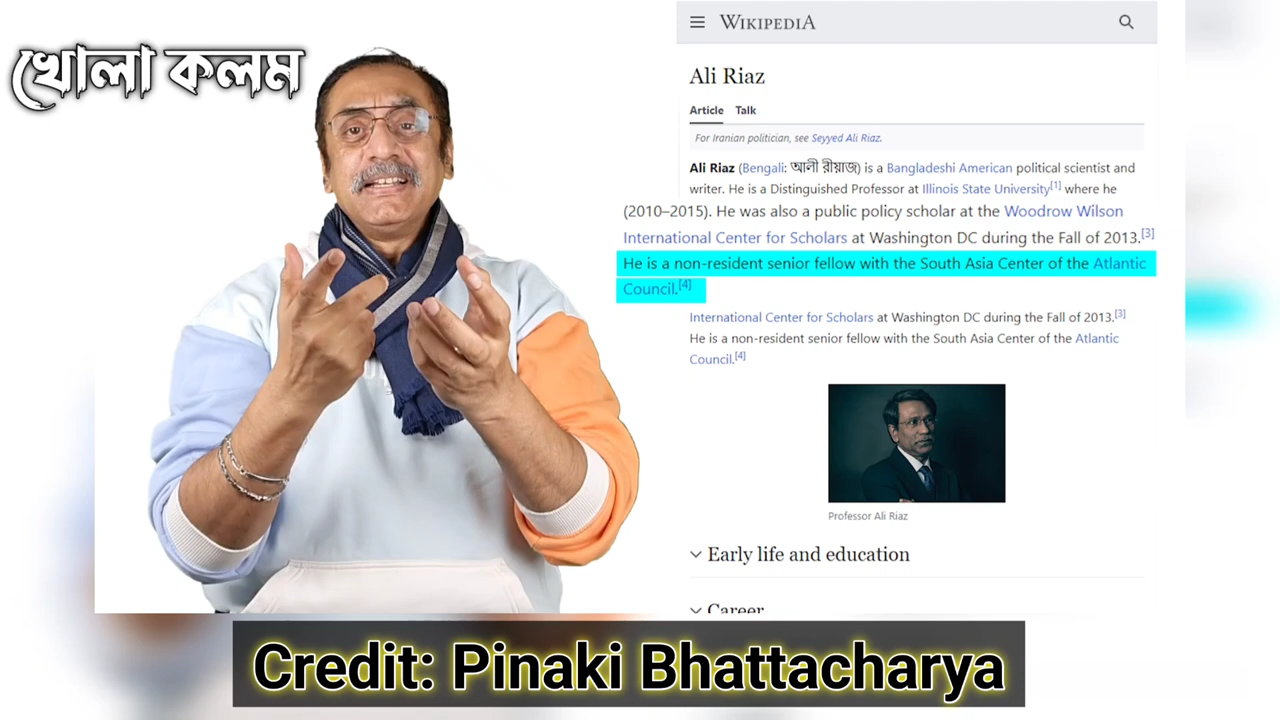 খোলা কলম
WIKIPEDIA
Ali Riaz
Article Talk
For Iranian politician, see Seyyed Ali Riaz.
Ali Riaz (Bengali: আলী রীয়াজ) is a Bangladeshi American political scientist and
writer. He is a Distinguished Professor at Illinois State University[1] where he
(2010–2015). He was also a public policy scholar at the Woodrow Wilson
International Center for Scholars at Washington DC during the Fall of 2013.[3]
He is a non-resident senior fellow with the South Asia Center of the Atlantic
Council.[4]
International Center for Scholars at Washington DC during the Fall of 2013.[3]
He is a non-resident senior fellow with the South Asia Center of the Atlantic
Council.[4]
Professor Ali Riaz
Early life and education
Career
Credit: Pinaki Bhattacharya